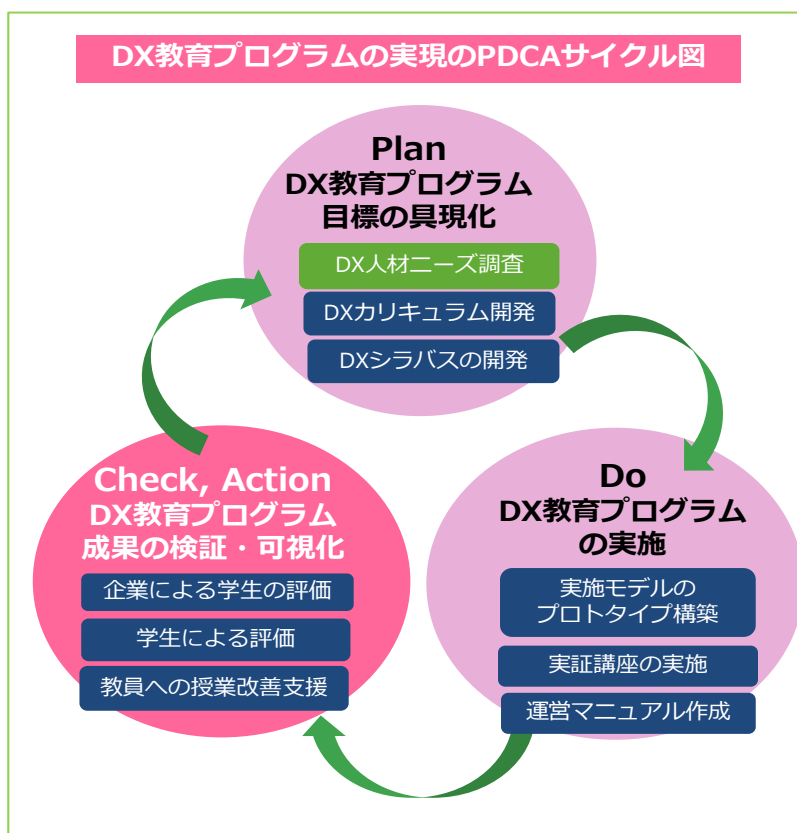 DX教育プログラムの実現のPDCAサイクル図
Plan
DX教育プログラム
目標の具現化
DX人材ニーズ調査
DXカリキュラム開発
DXシラバスの開発
Check, Action
DX教育プログラム
成果の検証・可視化
企業による学生の評価
学生による評価
教員への授業改善支援
Do
DX教育プログラム
の実施
実施モデルの
プロトタイプ構築
実証講座の実施
運営マニュアル作成